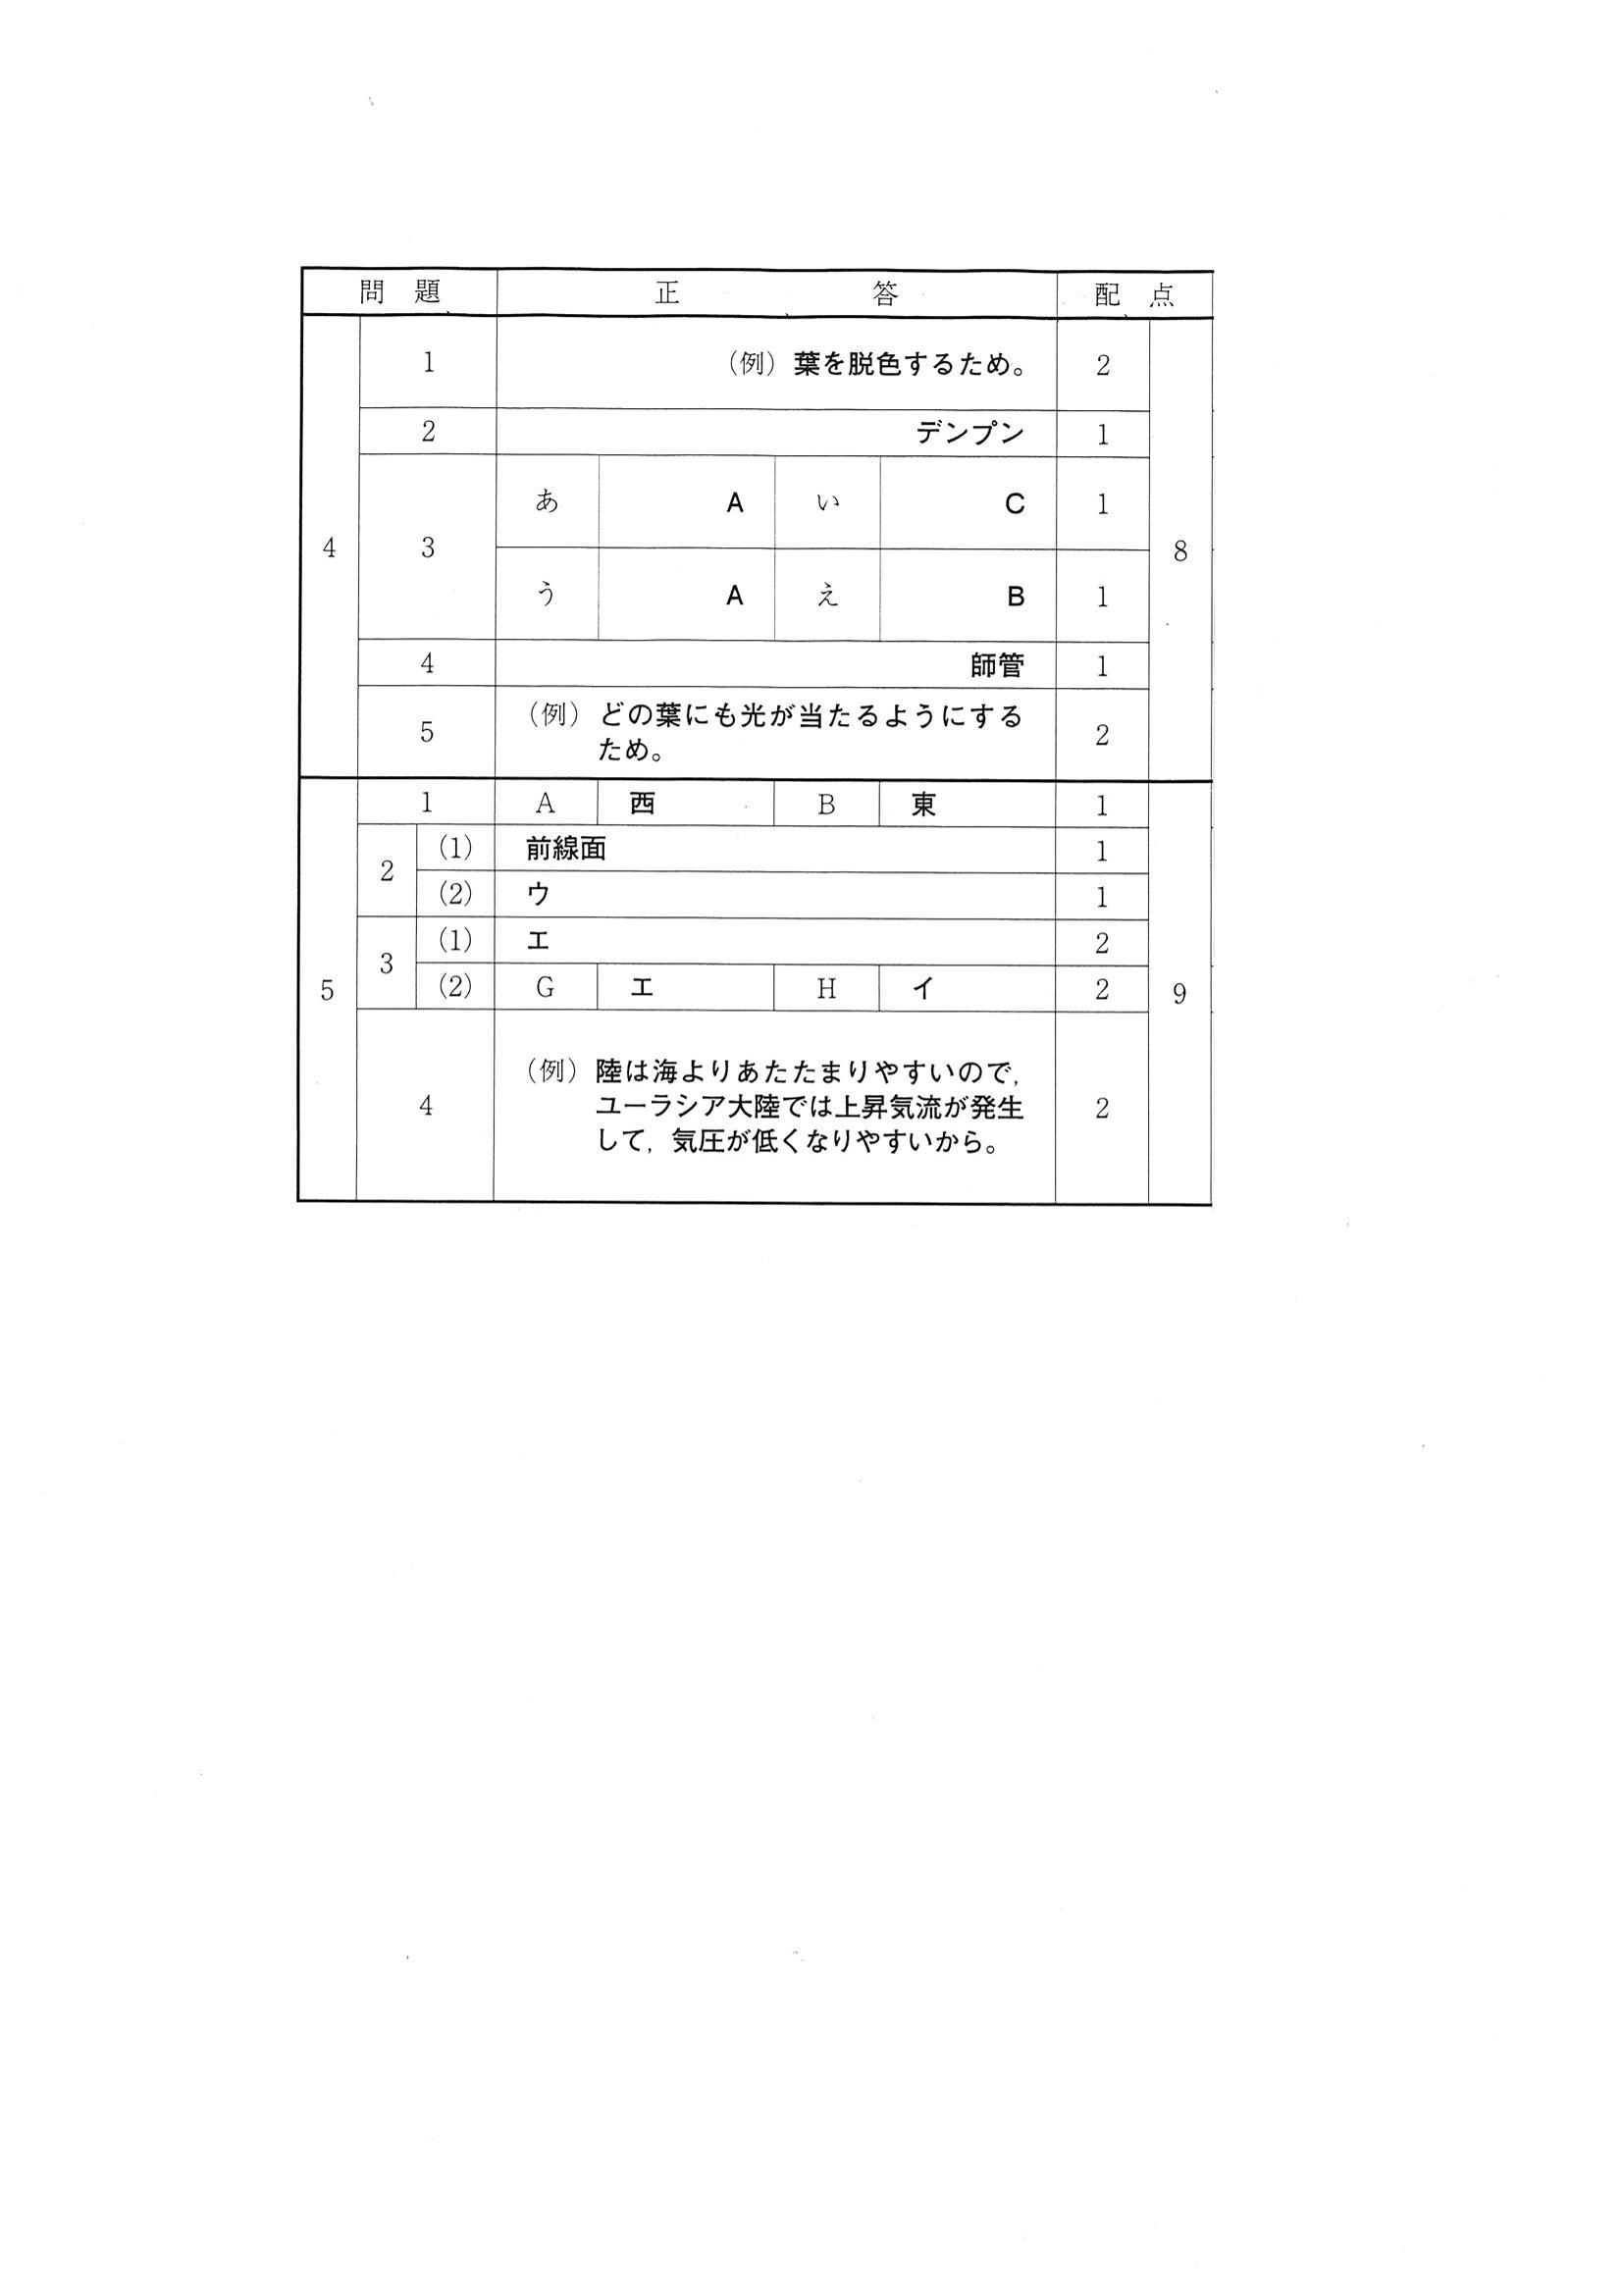 問 題 正 答 配 点
4
1 (例) 葉を脱色するため。 2
2 デンプン 1
3
あ A い C 1
う A え B 1
4 師管 1
5 (例) どの葉にも光が当たるようにする
ため。 2
8
5
1 A 西 B 東 1
2
(1) 前線面 1
(2) ウ 1
3
(1) エ 2
(2) G エ H イ 2
4 (例) 陸は海よりあたたまりやすいので,
ユーラシア大陸では上昇気流が発生
して, 気圧が低くなりやすいから。 2
9